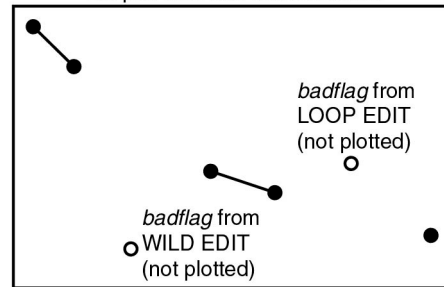 badflag from
LOOP EDIT
(not plotted)
badflag from
WILD EDIT
(not plotted)